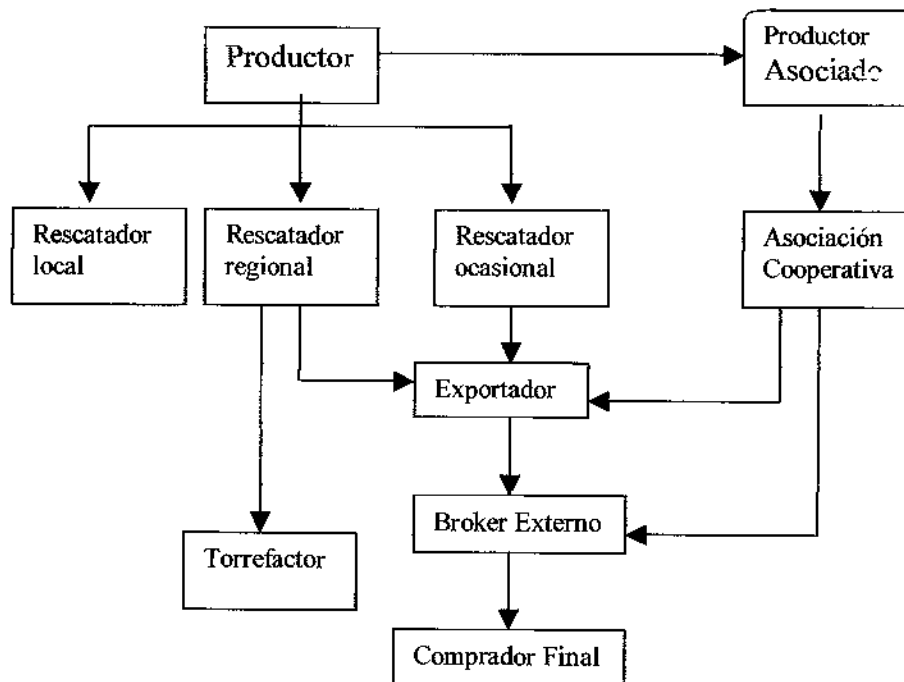 Productor
Productor
Asociado
Rescatador
local
Rescatador
regional
Rescatador
ocasional
Asociación
Cooperativa
Exportador
Broker Externo
Torrefactor
Comprador Final